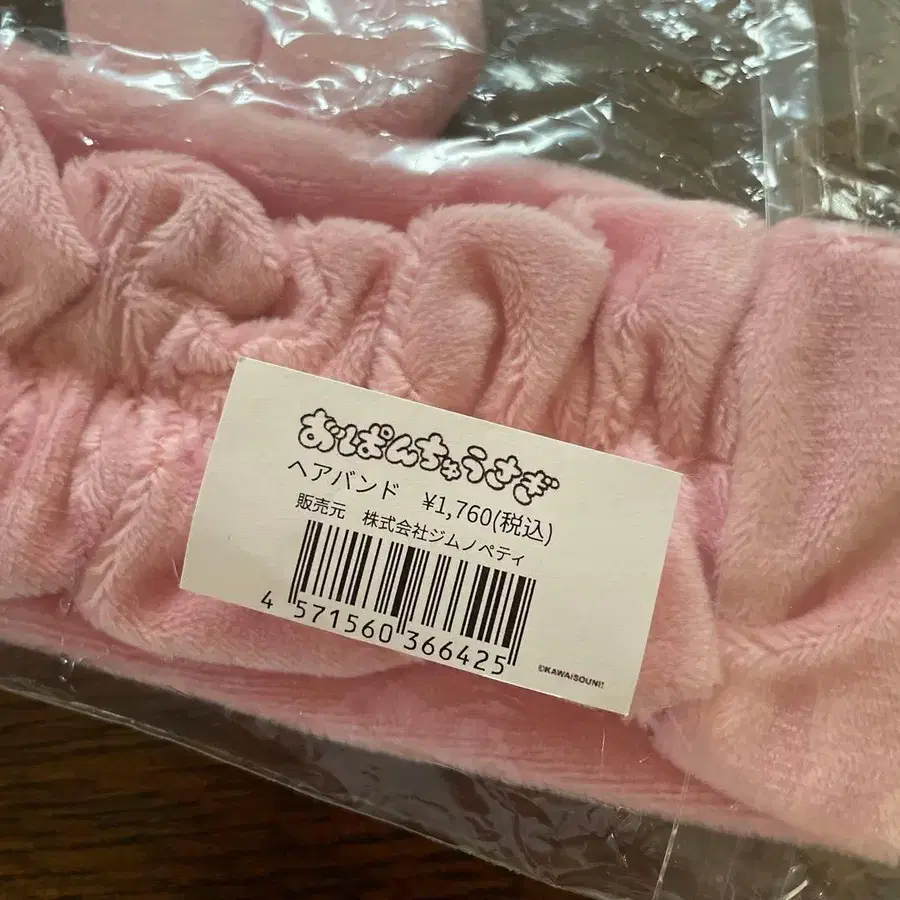 おぱんちゅうさぎ
ヘアバンド ¥1,760(税込)
販売元 株式会社ジムノペティ
4 571560 366425
©KAWAISOUNI!